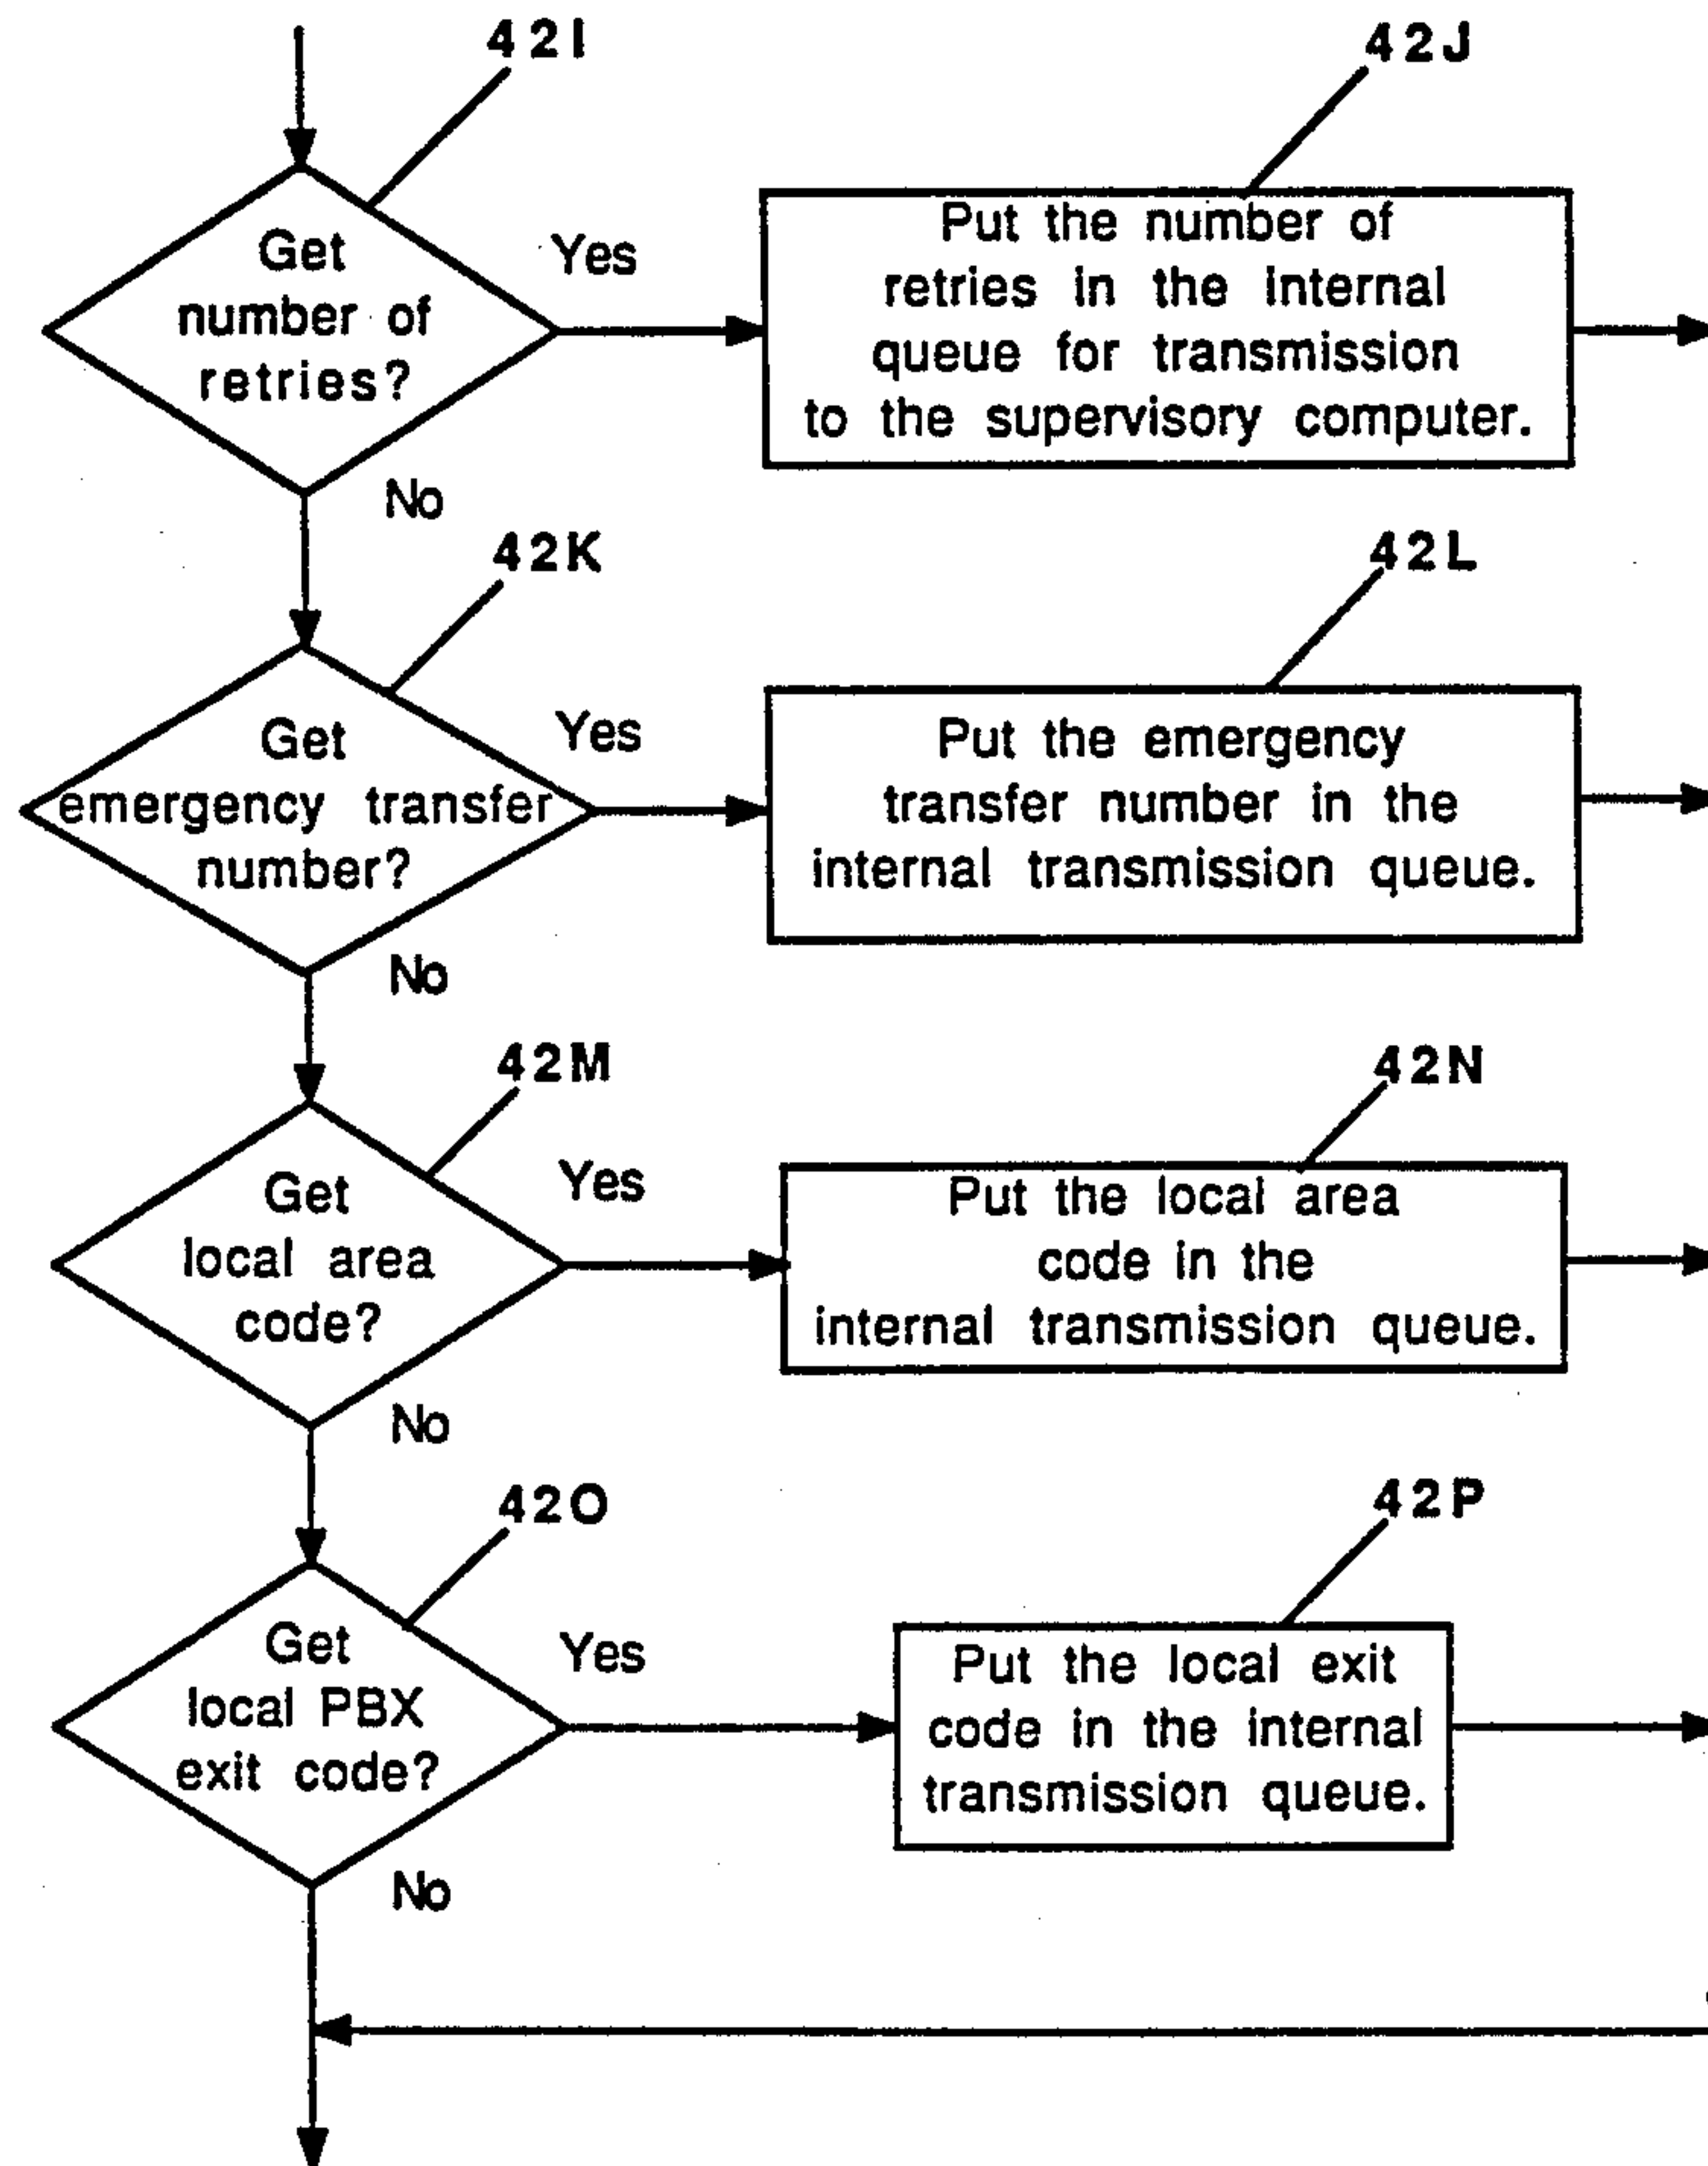 42I
42J
Get
number of
retries?
Yes
Put the number of
retries in the internal
queue for transmission
to the supervisory computer.
No
42K
42L
Get
emergency transfer
number?
Yes
Put the emergency
transfer number in the
internal transmission queue.
No
42M
42N
Get
local area
code?
Yes
Put the local area
code in the
internal transmission queue.
No
42O
42P
Get
local PBX
exit code?
Yes
Put the local exit
code in the internal
transmission queue.
No